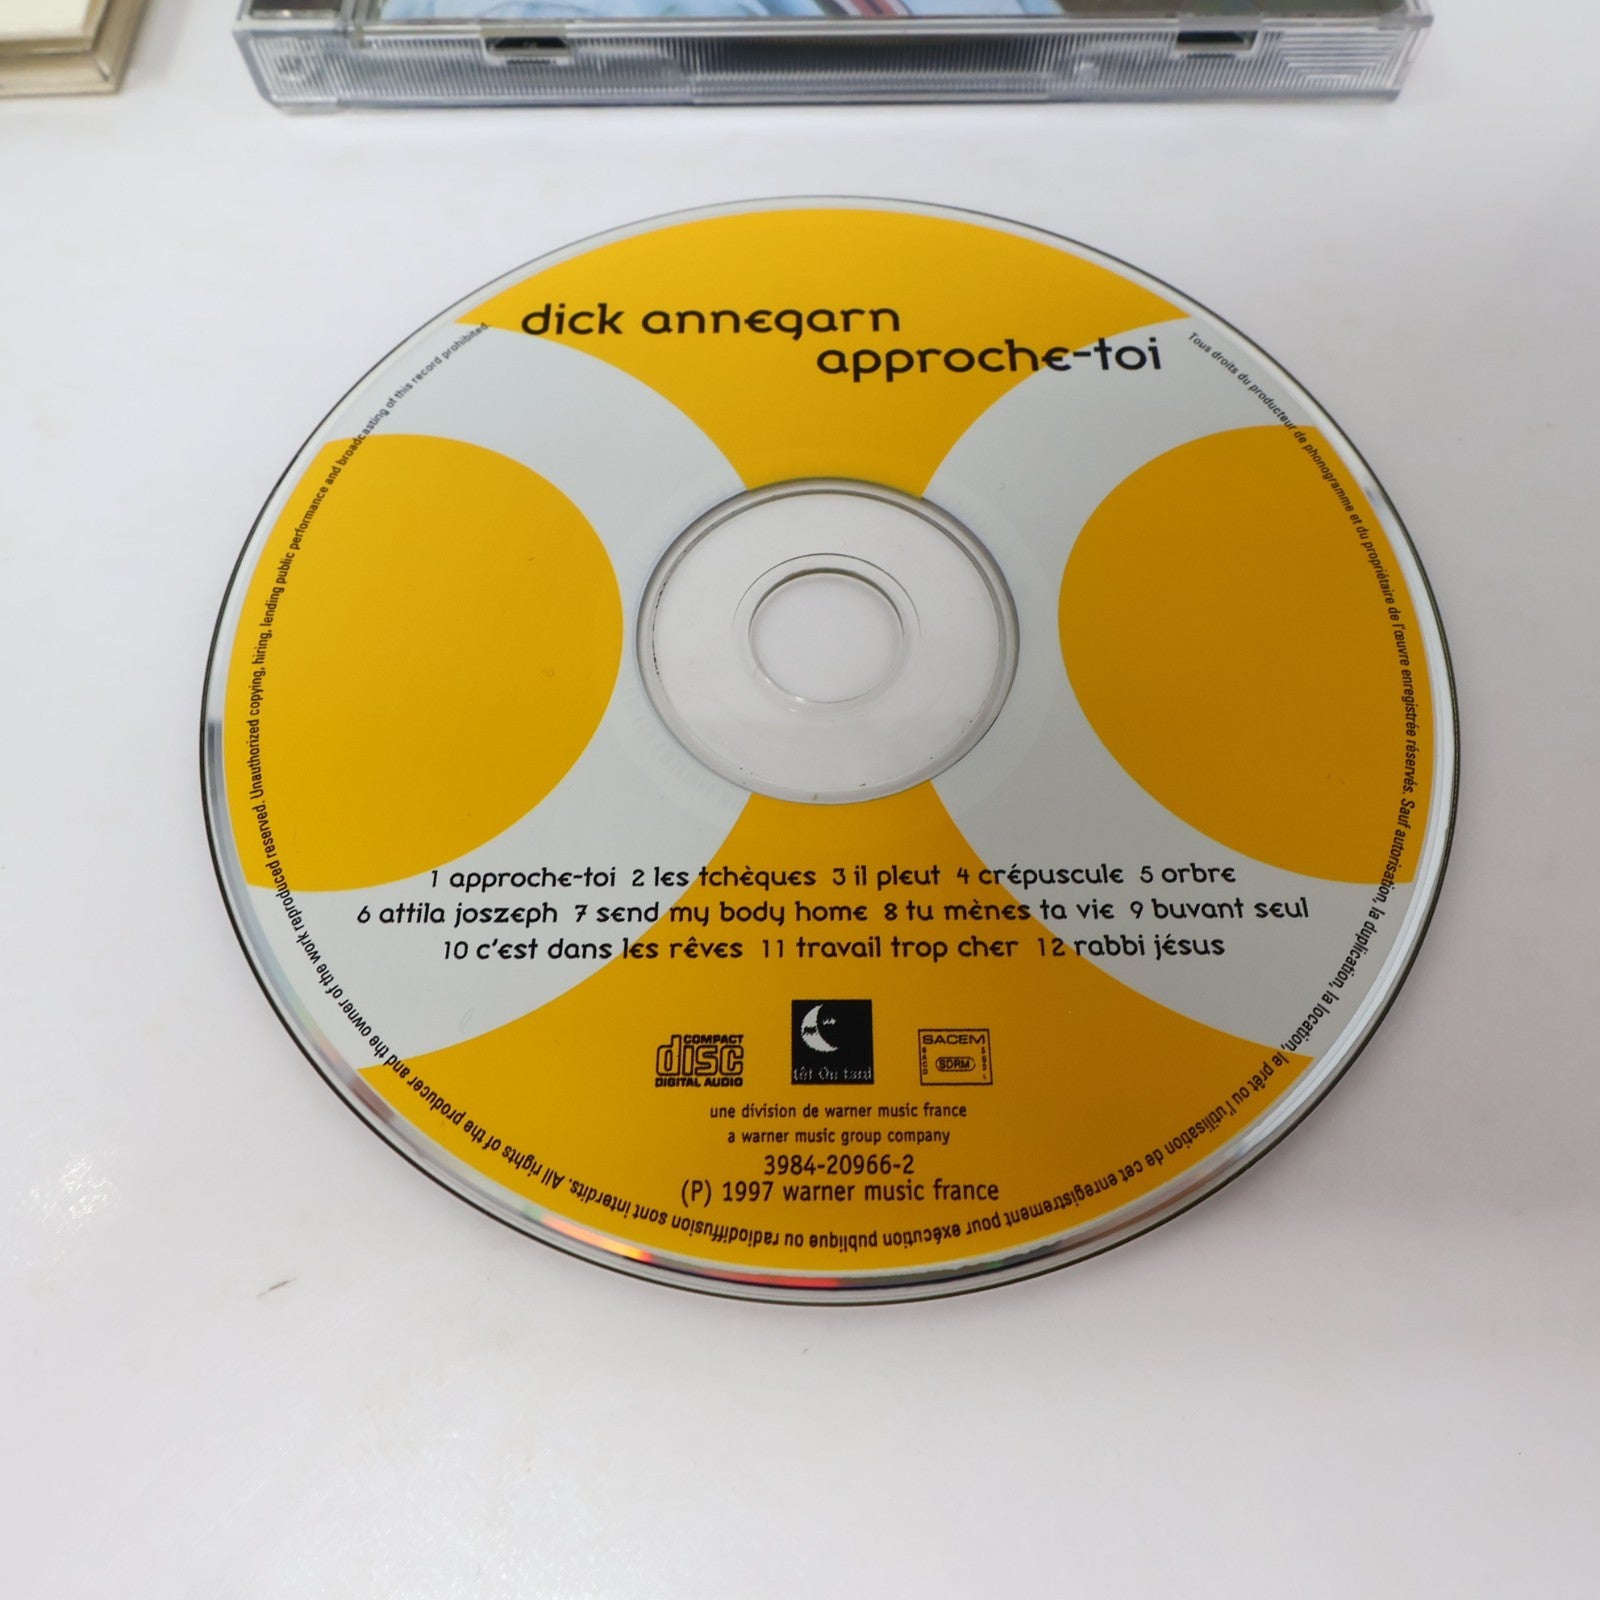 dick annegarn
approche-toi
1 approche-toi 2 les tchèques 3 il pleut 4 crépuscule 5 orbre
6 attila joszeph 7 send my body home 8 tu mènes ta vie 9 buvant seul
10 c'est dans les rêves 11 travail trop cher 12 rabbi jésus
COMPACT
disc
DIGITAL AUDIO
tôt Ou tard
SACEM
SDRM
SACD
SGDL
une division de warner music france
a warner music group company
3984-20966-2
(P) 1997 warner music france
Tous droits du producteur de phonogramme et du propriétaire de l'œuvre enregistrée réservés. Sauf autorisation, la duplication, la location, le prêt ou l'utilisation de cet enregistrement pour exécution publique ou radiodiffusion sont interdits. All rights of the producer and the owner of the work reproduced reserved. Unauthorized copying, hiring, lending public performance and broadcasting of this record prohibited.